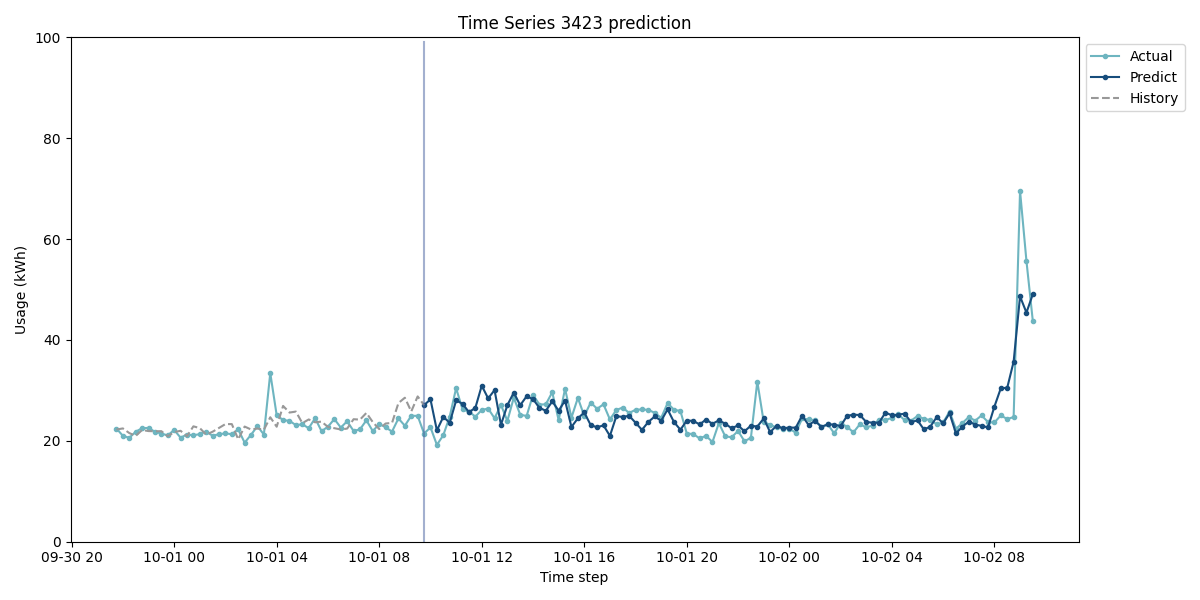 Time Series 3423 prediction
100
80
60
40
20
0
Usage (kWh)
09-30 20
10-01 00
10-01 04
10-01 08
10-01 12
10-01 16
10-01 20
10-02 00
10-02 04
10-02 08
Time step
Actual
Predict
History